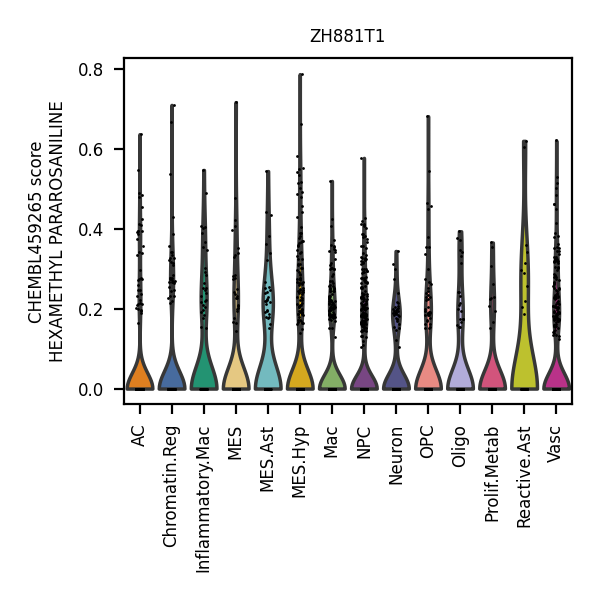 ZH881T1
CHEMBL459265 score
HEXAMETHYL PARAROSANILINE
0.8
0.6
0.4
0.2
0.0
AC
Chromatin.Reg
Inflammatory.Mac
MES
MES.Ast
MES.Hyp
Mac
NPC
Neuron
OPC
Oligo
Prolif.Metab
Reactive.Ast
Vasc